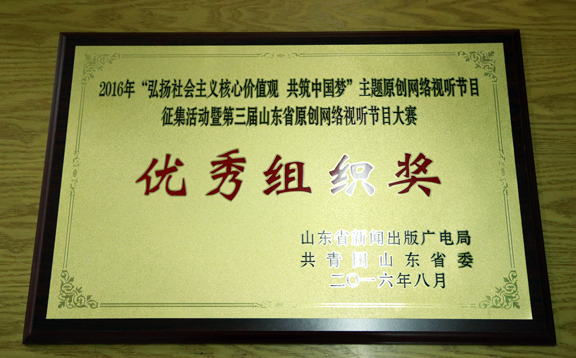 2016年“弘扬社会主义核心价值观 共筑中国梦”主题原创网络视听节目
征集活动暨第三届山东省原创网络视听节目大赛
优秀组织奖
山东省新闻出版广电局
共青团山东省委
二〇一六年八月